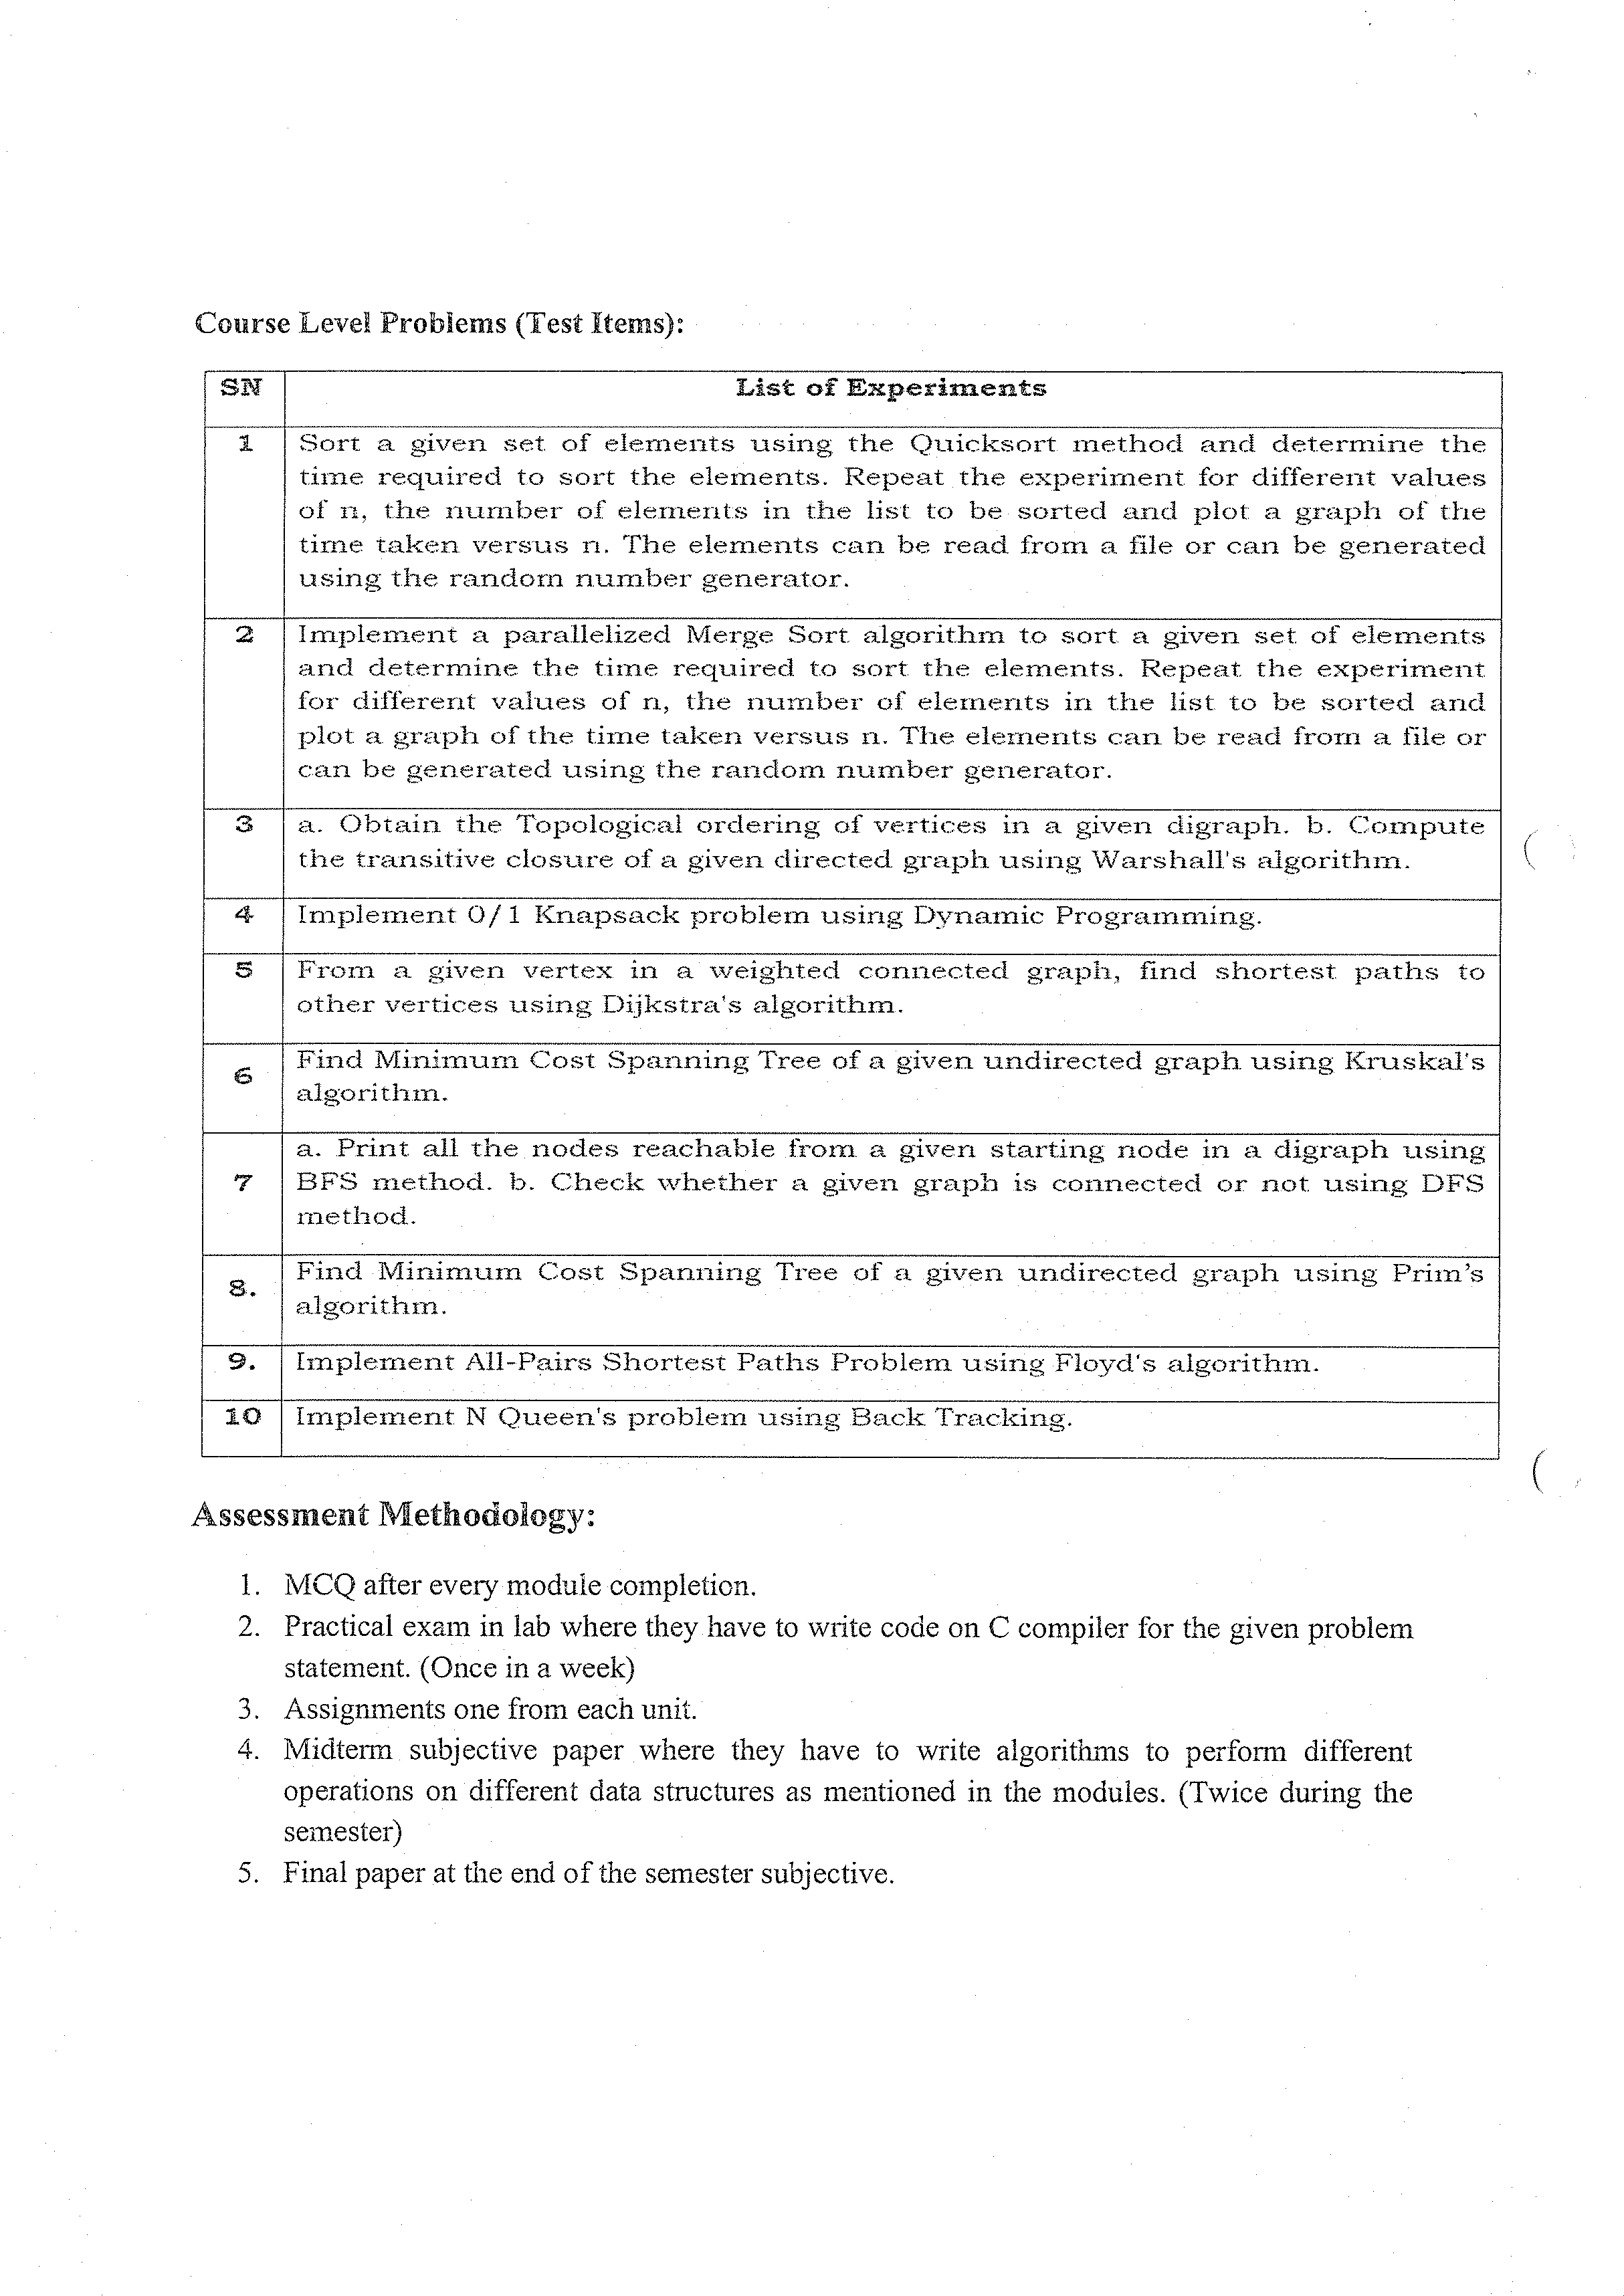 Course Level Problems (Test Items):
SN List of Experiments
1 Sort a given set of elements using the Quicksort method and determine the
time required to sort the elements. Repeat the experiment for different values
of n, the number of elements in the list to be sorted and plot a graph of the
time taken versus n. The elements can be read from a file or can be generated
using the random number generator.
2 Implement a parallelized Merge Sort algorithm to sort a given set of elements
and determine the time required to sort the elements. Repeat the experiment
for different values of n, the number of elements in the list to be sorted and
plot a graph of the time taken versus n. The elements can be read from a file or
can be generated using the random number generator.
3 a. Obtain the Topological ordering of vertices in a given digraph. b. Compute
the transitive closure of a given directed graph using Warshall's algorithm.
4 Implement 0/1 Knapsack problem using Dynamic Programming.
5 From a given vertex in a weighted connected graph, find shortest paths to
other vertices using Dijkstra's algorithm.
6 Find Minimum Cost Spanning Tree of a given undirected graph using Kruskal's
algorithm.
7 a. Print all the nodes reachable from a given starting node in a digraph using
BFS method. b. Check whether a given graph is connected or not using DFS
method.
8. Find Minimum Cost Spanning Tree of a given undirected graph using Prim's
algorithm.
9. Implement All-Pairs Shortest Paths Problem using Floyd's algorithm.
10 Implement N Queen's problem using Back Tracking.
Assessment Methodology:
1. MCQ after every module completion.
2. Practical exam in lab where they have to write code on C compiler for the given problem
statement. (Once in a week)
3. Assignments one from each unit.
4. Midterm subjective paper where they have to write algorithms to perform different
operations on different data structures as mentioned in the modules. (Twice during the
semester)
5. Final paper at the end of the semester subjective.